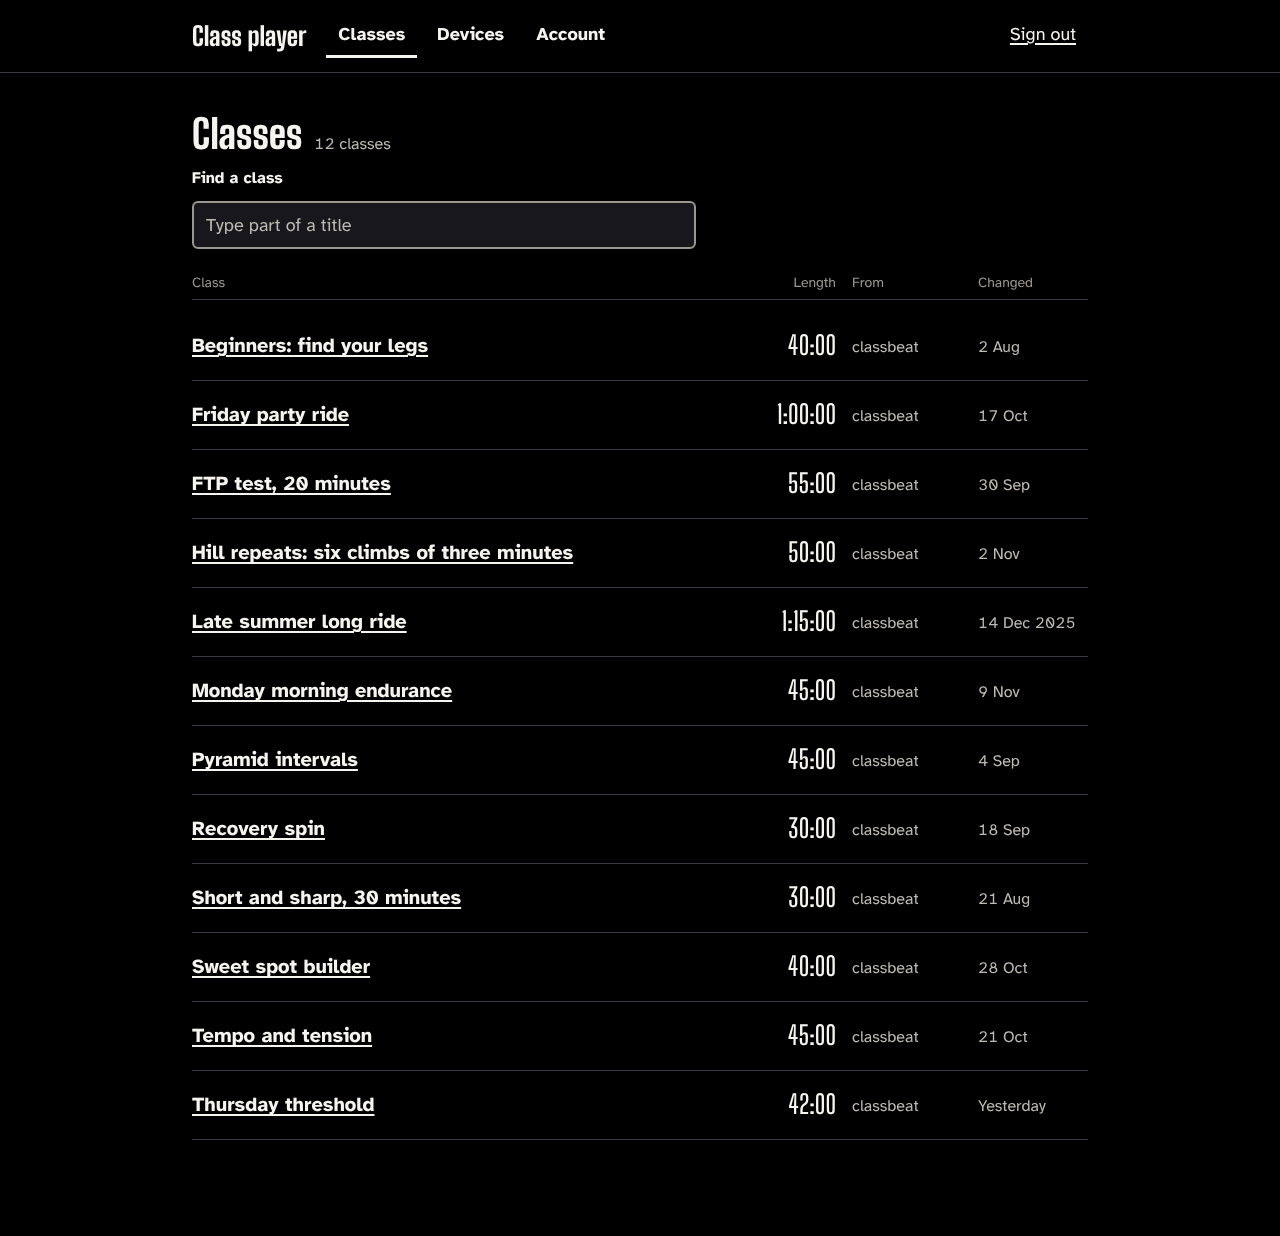 Class player Classes Devices Account Sign out
Classes 12 classes
Find a class
Type part of a title
Class Length From Changed
Beginners: find your legs 40:00 classbeat 2 Aug
Friday party ride 1:00:00 classbeat 17 Oct
FTP test, 20 minutes 55:00 classbeat 30 Sep
Hill repeats: six climbs of three minutes 50:00 classbeat 2 Nov
Late summer long ride 1:15:00 classbeat 14 Dec 2025
Monday morning endurance 45:00 classbeat 9 Nov
Pyramid intervals 45:00 classbeat 4 Sep
Recovery spin 30:00 classbeat 18 Sep
Short and sharp, 30 minutes 30:00 classbeat 21 Aug
Sweet spot builder 40:00 classbeat 28 Oct
Tempo and tension 45:00 classbeat 21 Oct
Thursday threshold 42:00 classbeat Yesterday